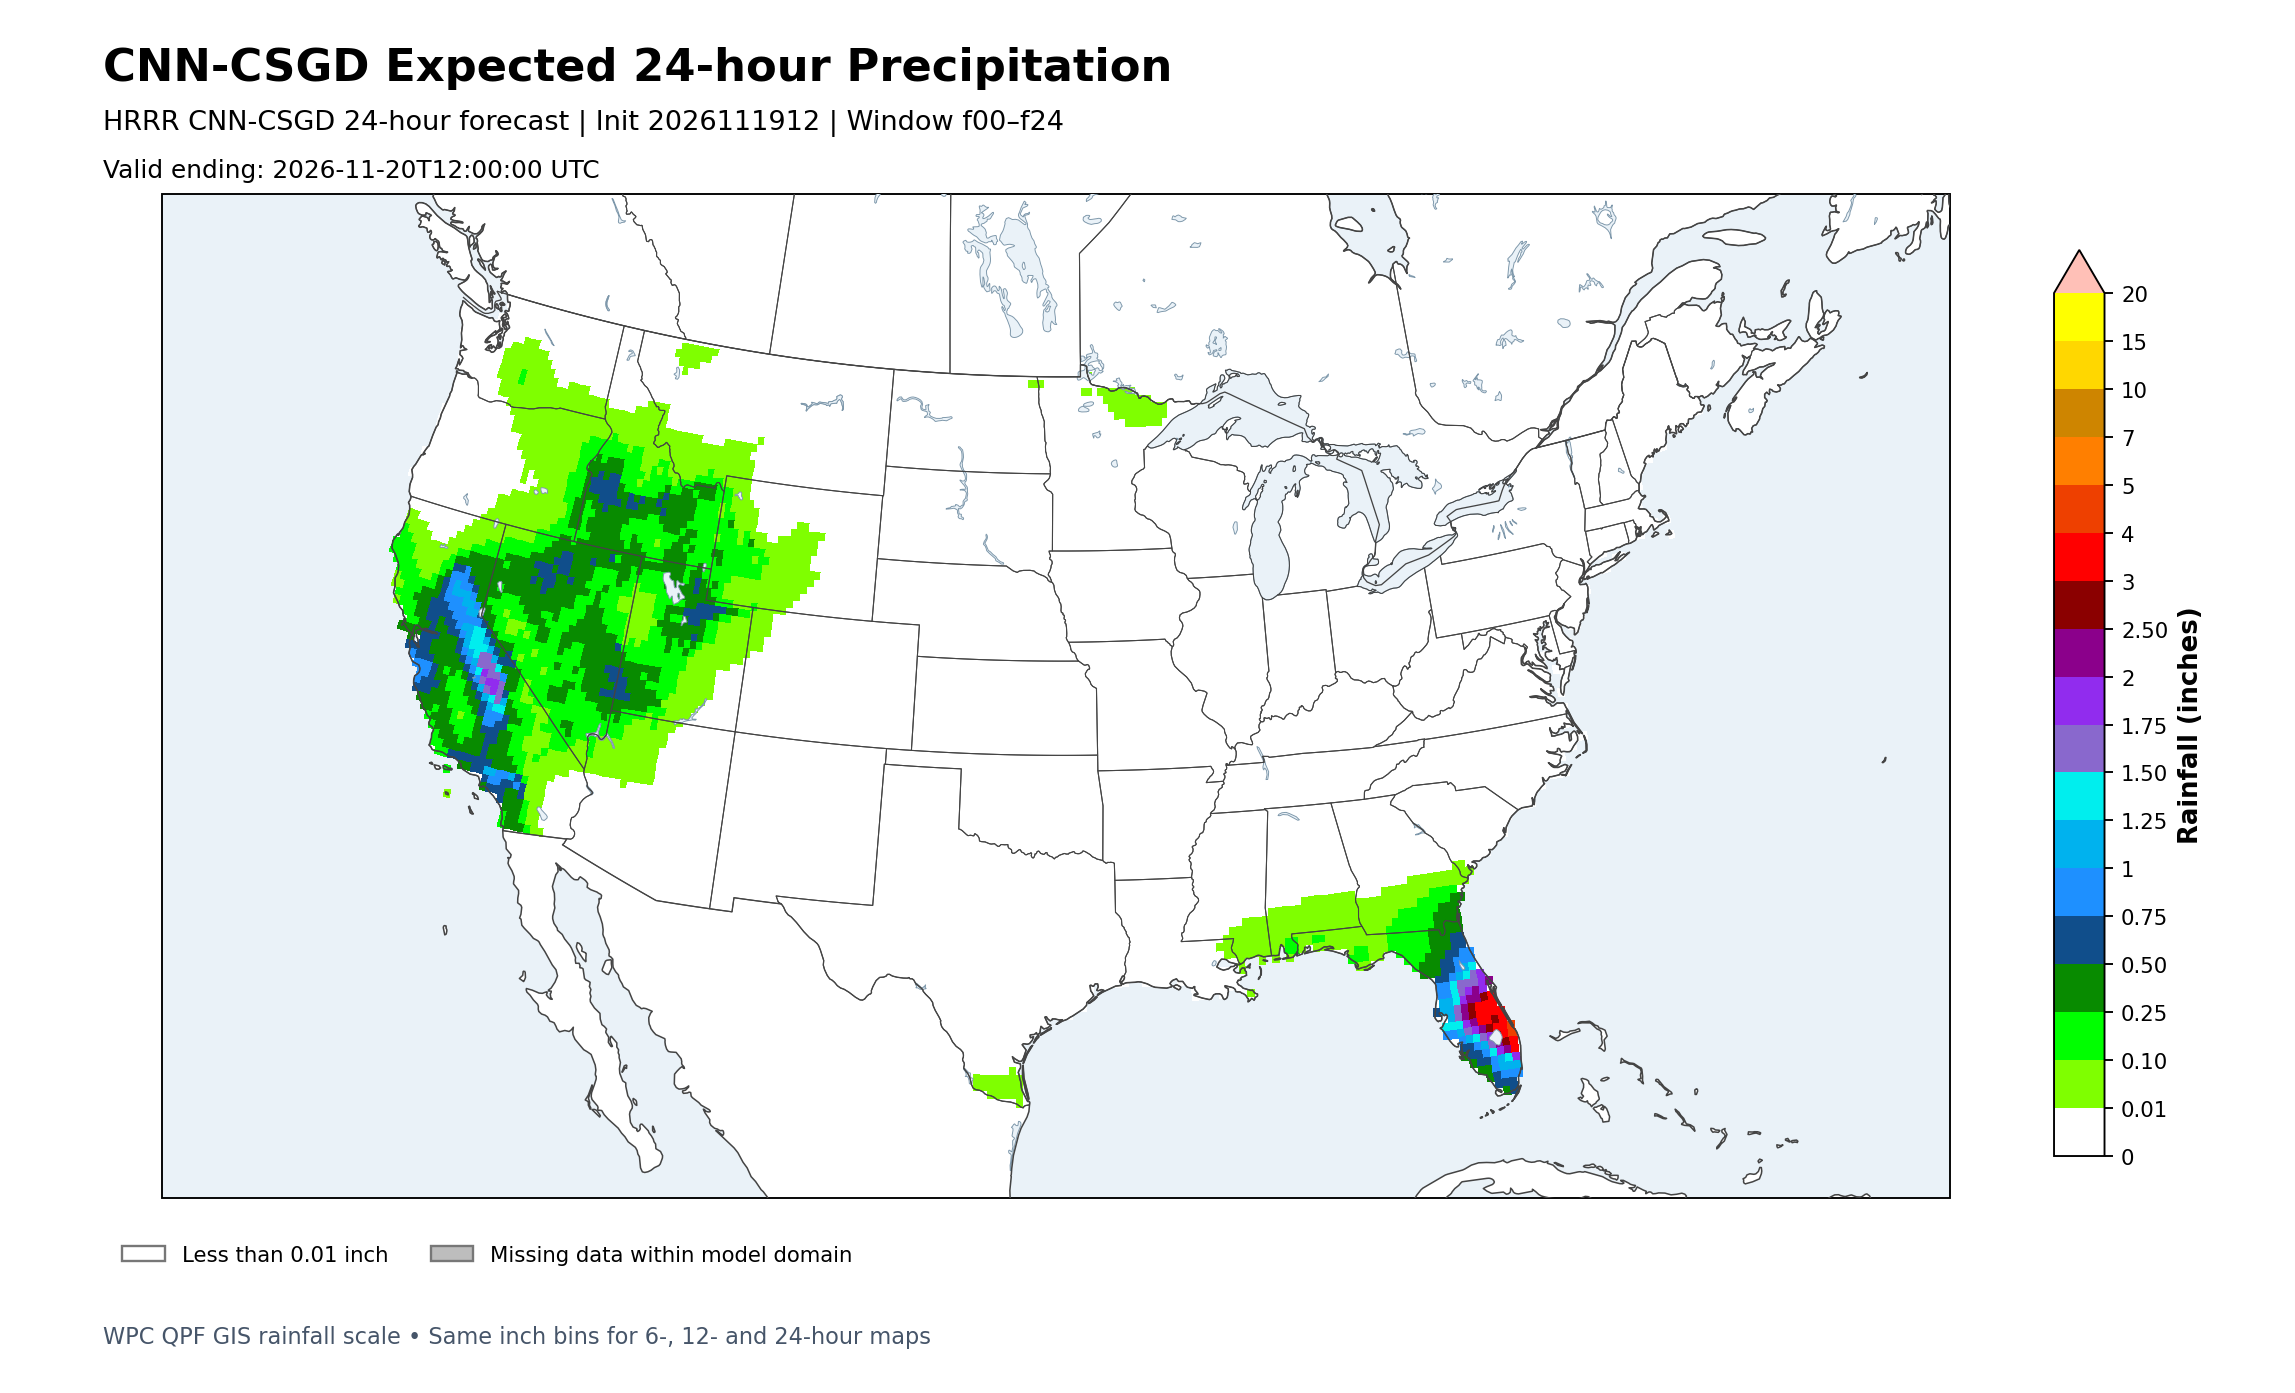 CNN-CSGD Expected 24-hour Precipitation
HRRR CNN-CSGD 24-hour forecast | Init 2026111912 | Window f00–f24
Valid ending: 2026-11-20T12:00:00 UTC
20
15
10
7
5
4
3
2.50
2
1.75
1.50
1.25
1
0.75
0.50
0.25
0.10
0.01
0
Rainfall (inches)
Less than 0.01 inch
Missing data within model domain
WPC QPF GIS rainfall scale • Same inch bins for 6-, 12- and 24-hour maps